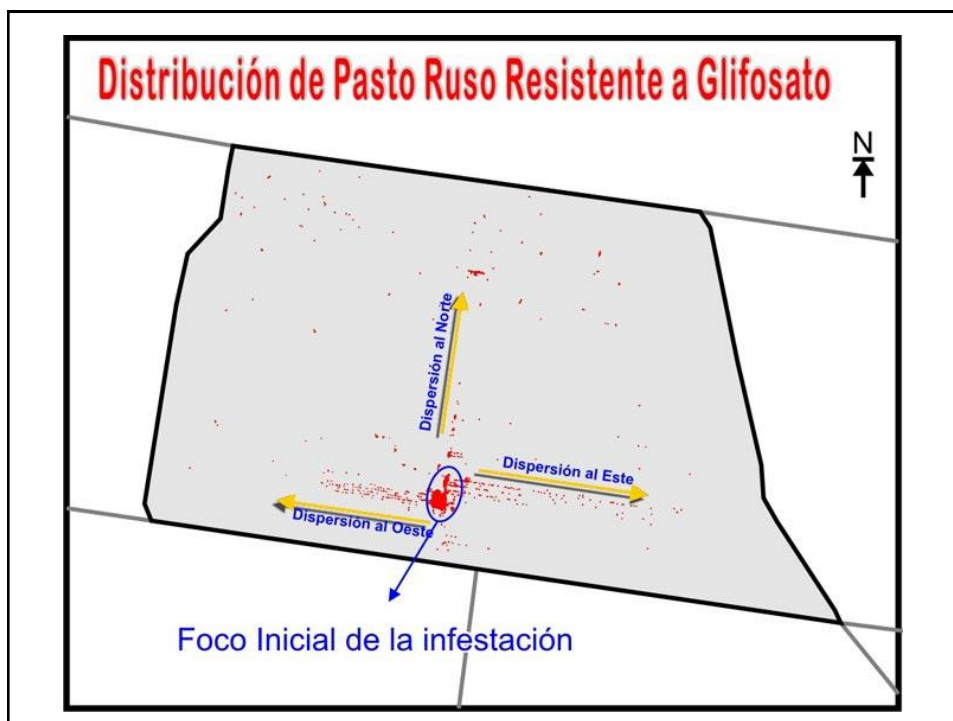 Distribución de Pasto Ruso Resistente a Glifosato
N
Dispersión al Norte
Dispersión al Este
Dispersión al Oeste
Foco Inicial de la infestación